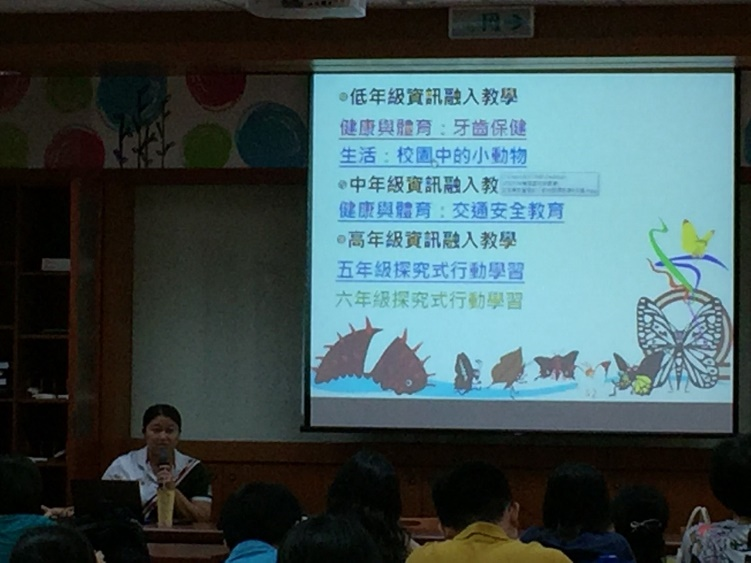 低年級資訊融入教學
健康與體育：牙齒保健
生活：校園中的小動物
中年級資訊融入教
健康與體育：交通安全教育
高年級資訊融入教學
五年級探究式行動學習
六年級探究式行動學習